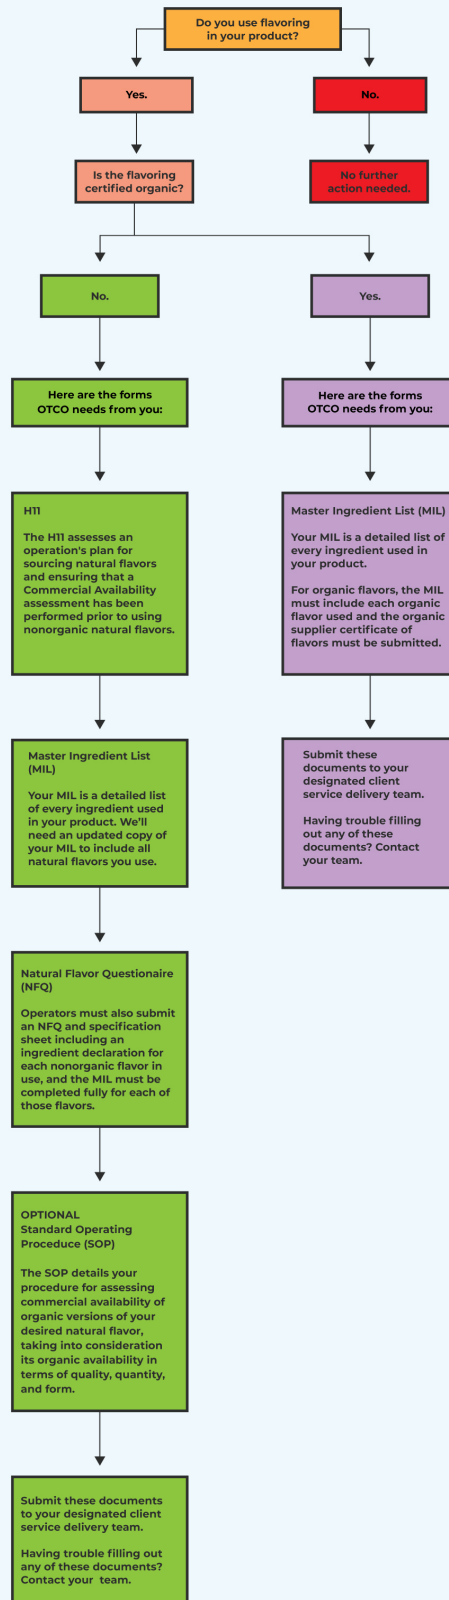 Do you use flavoring
in your product?
Yes.
No.
Is the flavoring
certified organic?
No further
action needed.
No.
Yes.
Here are the forms
OTCO needs from you:
Here are the forms
OTCO needs from you:
H11
The H11 assesses an
operation's plan for
sourcing natural flavors
and ensuring that a
Commercial Availability
assessment has been
performed prior to using
nonorganic natural flavors.
Master Ingredient List (MIL)
Your MIL is a detailed list of
every ingredient used in
your product.
For organic flavors, the MIL
must include each organic
flavor used and the organic
supplier certificate of
flavors must be submitted.
Master Ingredient List
(MIL)
Your MIL is a detailed list
of every ingredient used
in your product. We'll
need an updated copy of
your MIL to include all
natural flavors you use.
Submit these
documents to your
designated client
service delivery team.
Having trouble filling
out any of these
documents? Contact
your team.
Natural Flavor Questionaire
(NFQ)
Operators must also submit
an NFQ and specification
sheet including an
ingredient declaration for
each nonorganic flavor in
use, and the MIL must be
completed fully for each of
those flavors.
OPTIONAL
Standard Operating
Proceduce (SOP)
The SOP details your
procedure for assessing
commercial availability of
organic versions of your
desired natural flavor,
taking into consideration
its organic availability in
terms of quality, quantity,
and form.
Submit these documents
to your designated client
service delivery team.
Having trouble filling out
any of these documents?
Contact your team.